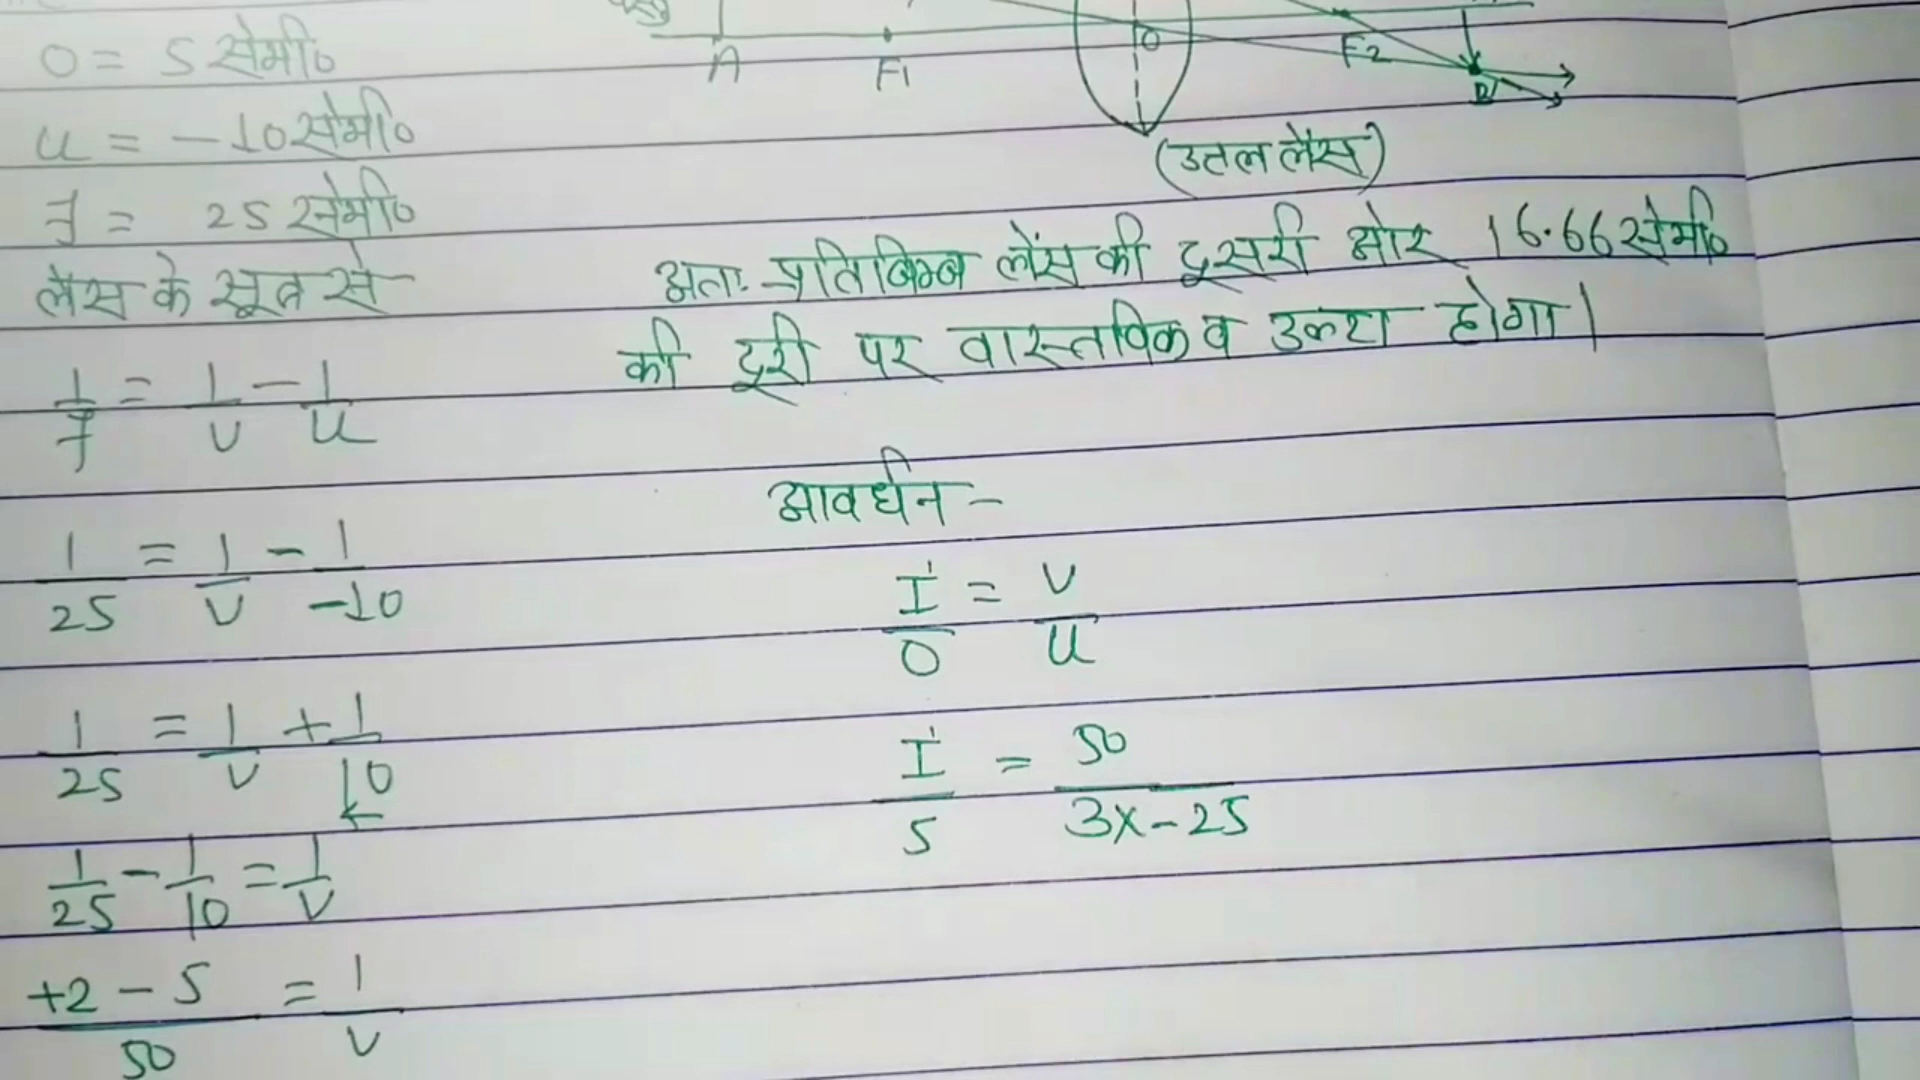 A F1 O F2 B'
(उतल लेंस)
O = 5 सेमी०
u = -10 सेमी०
f = 25 सेमी०
लेंस के सूत्र से
1/f = 1/v - 1/u
1/25 = 1/v - 1/-10
1/25 = 1/v + 1/10
1/25 - 1/10 = 1/v
+2 - 5/50 = 1/v
अतः प्रतिबिम्ब लेंस की दूसरी ओर 16.66 सेमी०
की दूरी पर वास्तविक व उल्टा होगा।
आवर्धन -
I/O = v/u
I/5 = 50/3x-25